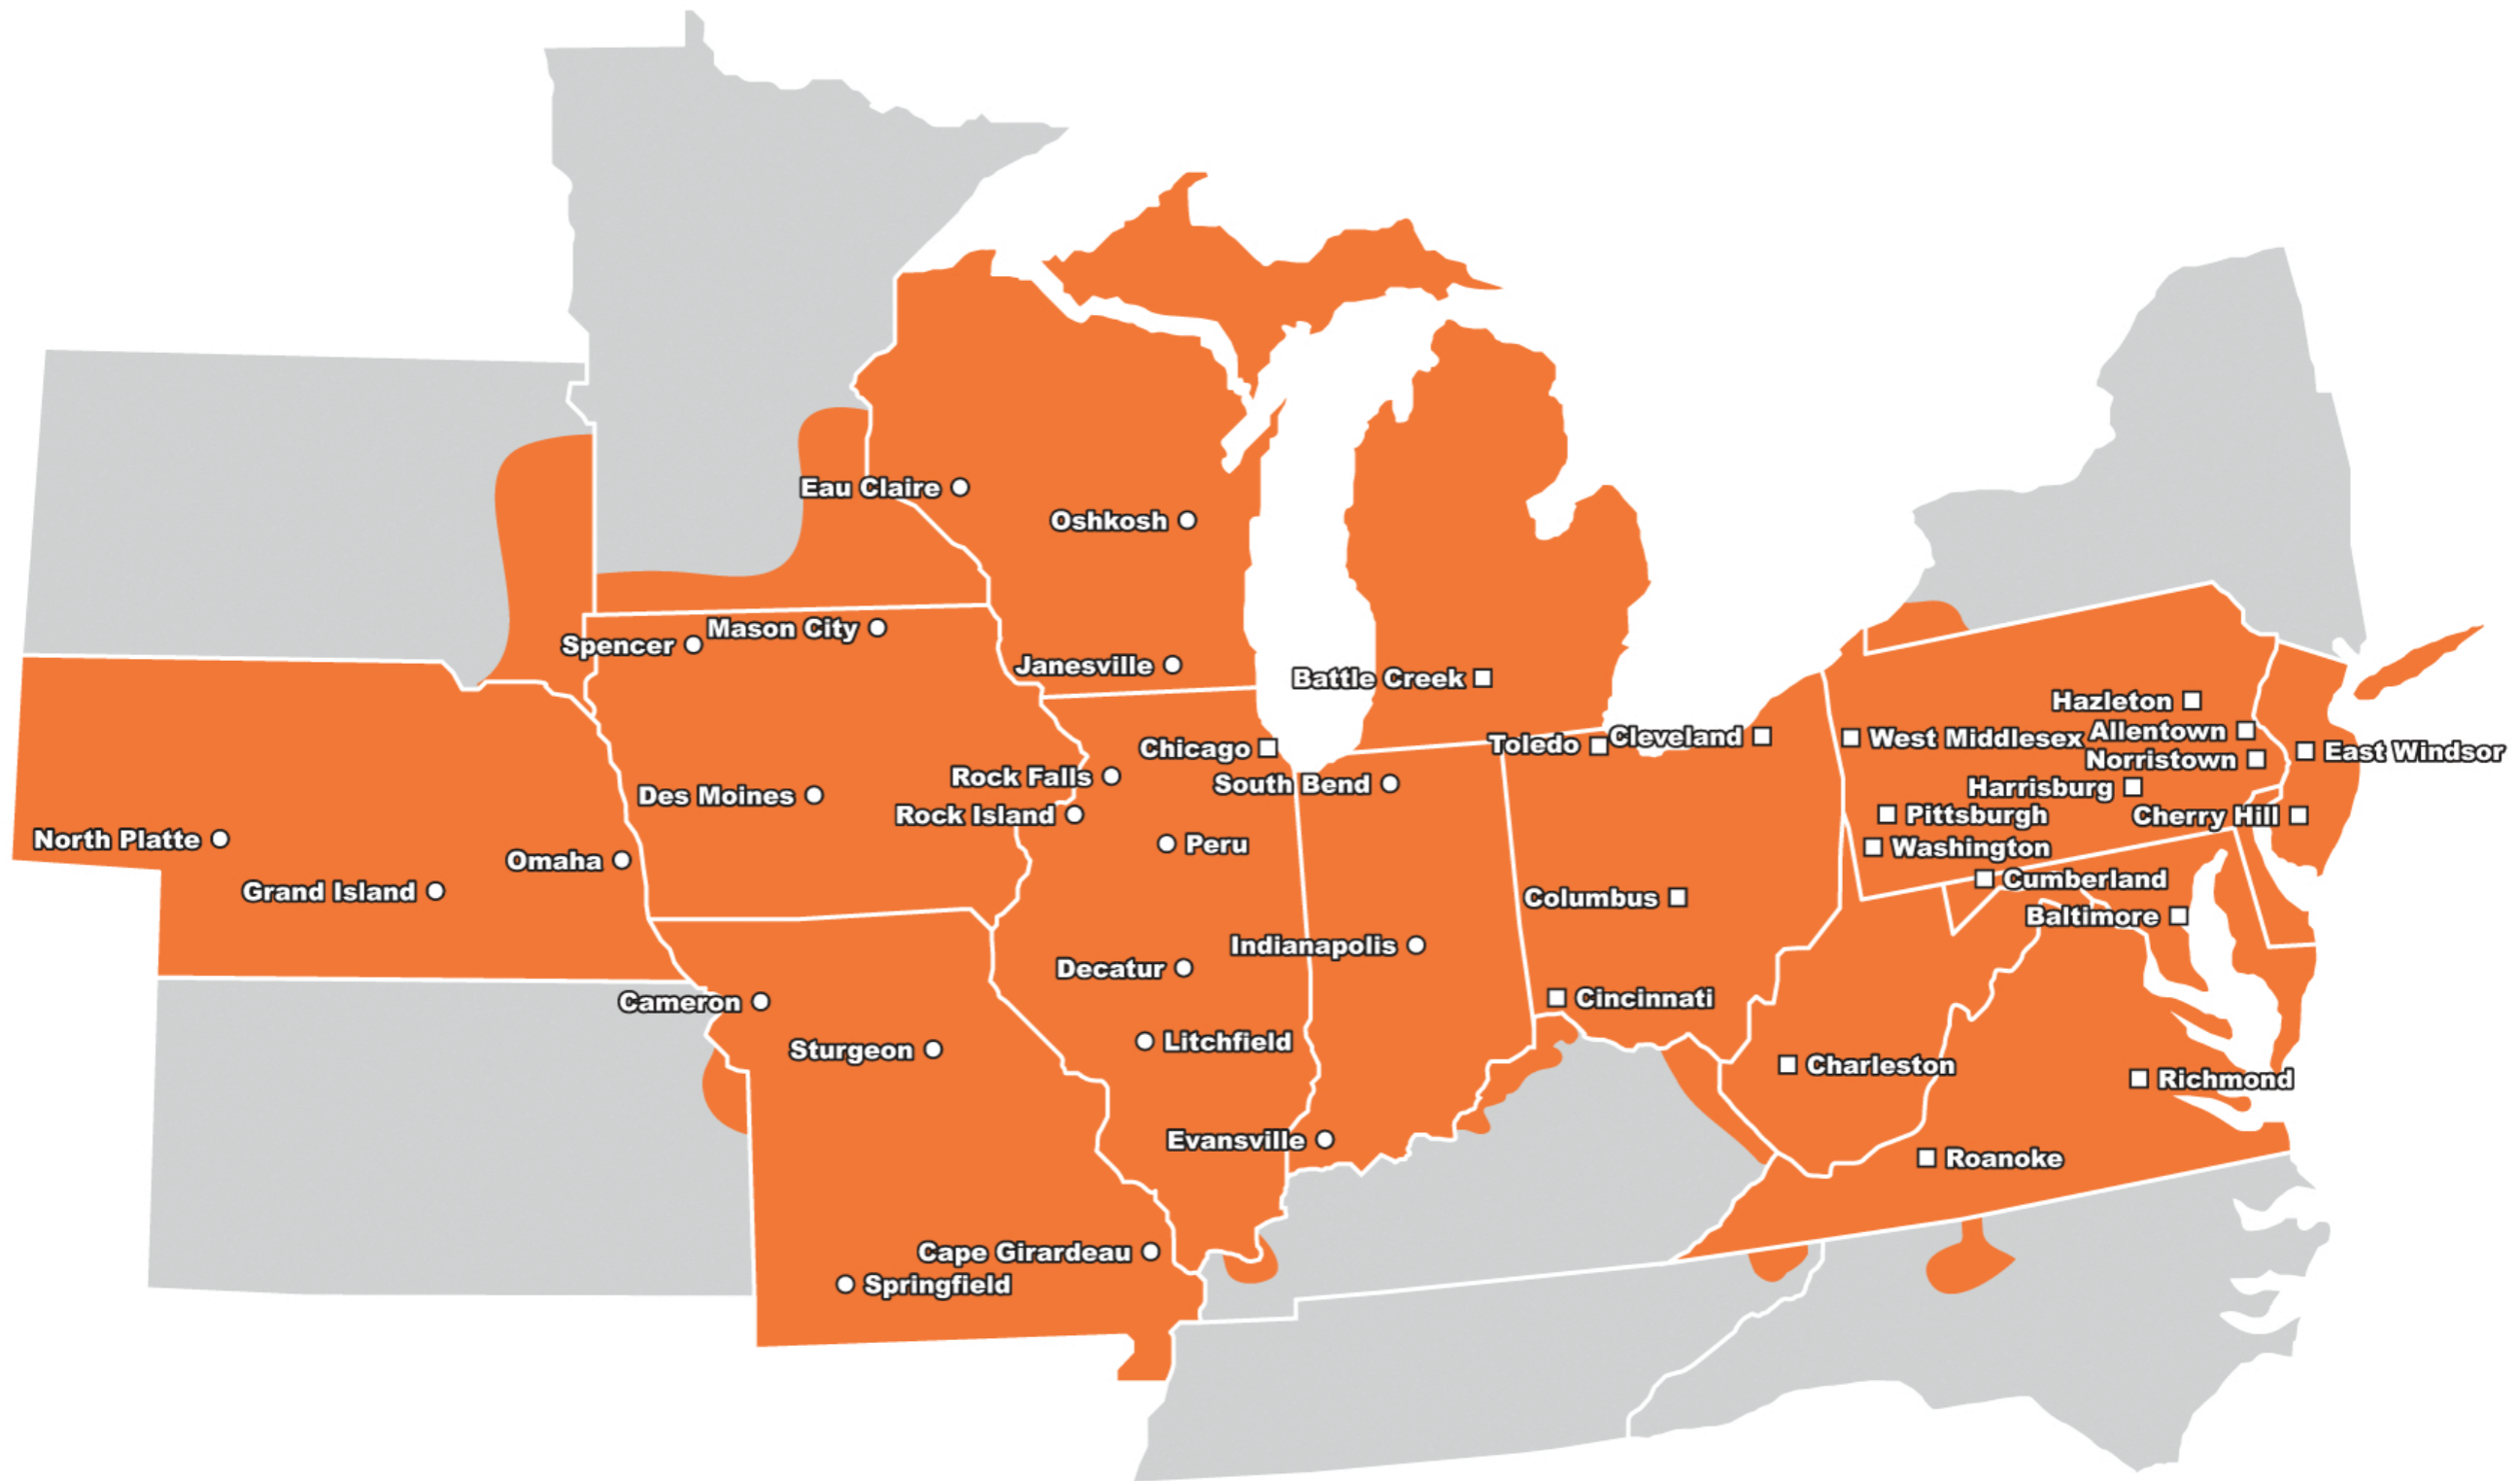 Eau Claire
Oshkosh
Mason City
Spencer
Janesville
Battle Creek
Hazleton
Allentown
Cleveland
West Middlesex
Toledo
Chicago
East Windsor
Norristown
Rock Falls
South Bend
Harrisburg
Des Moines
Rock Island
Pittsburgh
Cherry Hill
North Platte
Peru
Washington
Omaha
Cumberland
Grand Island
Columbus
Baltimore
Indianapolis
Decatur
Cincinnati
Cameron
Litchfield
Sturgeon
Charleston
Richmond
Evansville
Roanoke
Cape Girardeau
Springfield